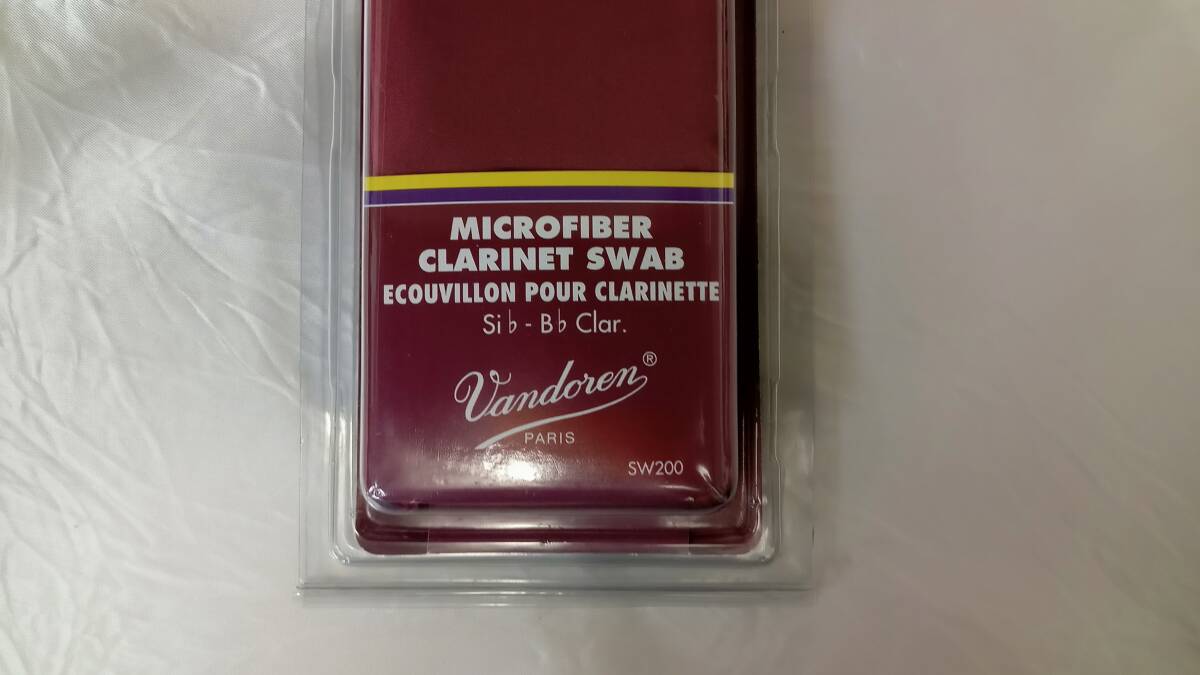 MICROFIBER
CLARINET SWAB
ECOUVILLON POUR CLARINETTE
Si♭ - B♭ Clar.
Vandoren®
PARIS
SW200